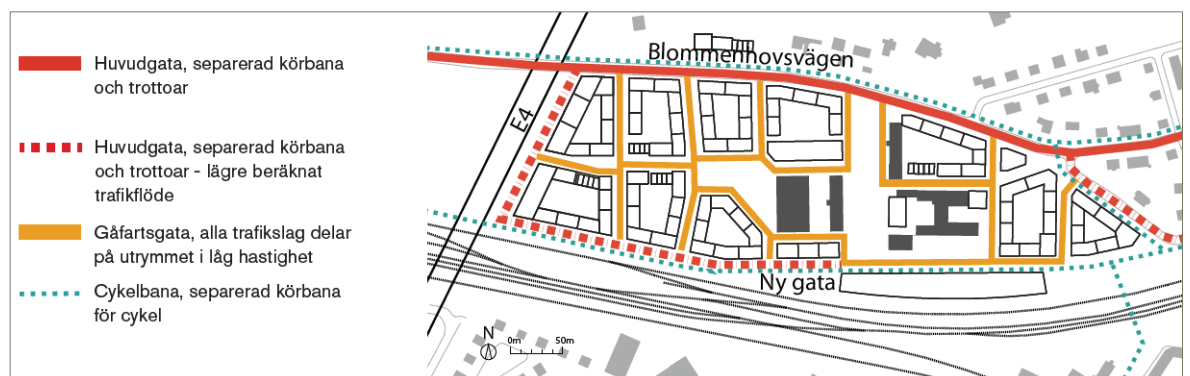 Huvudgata, separerad körbana
och trottoar
Huvudgata, separerad körbana
och trottoar - lägre beräknat
trafikflöde
Gåfartsgata, alla trafikslag delar
på utrymmet i låg hastighet
Cykelbana, separerad körbana
för cykel
Blommenhovsvägen
E4
Ny gata
N
0m 50m